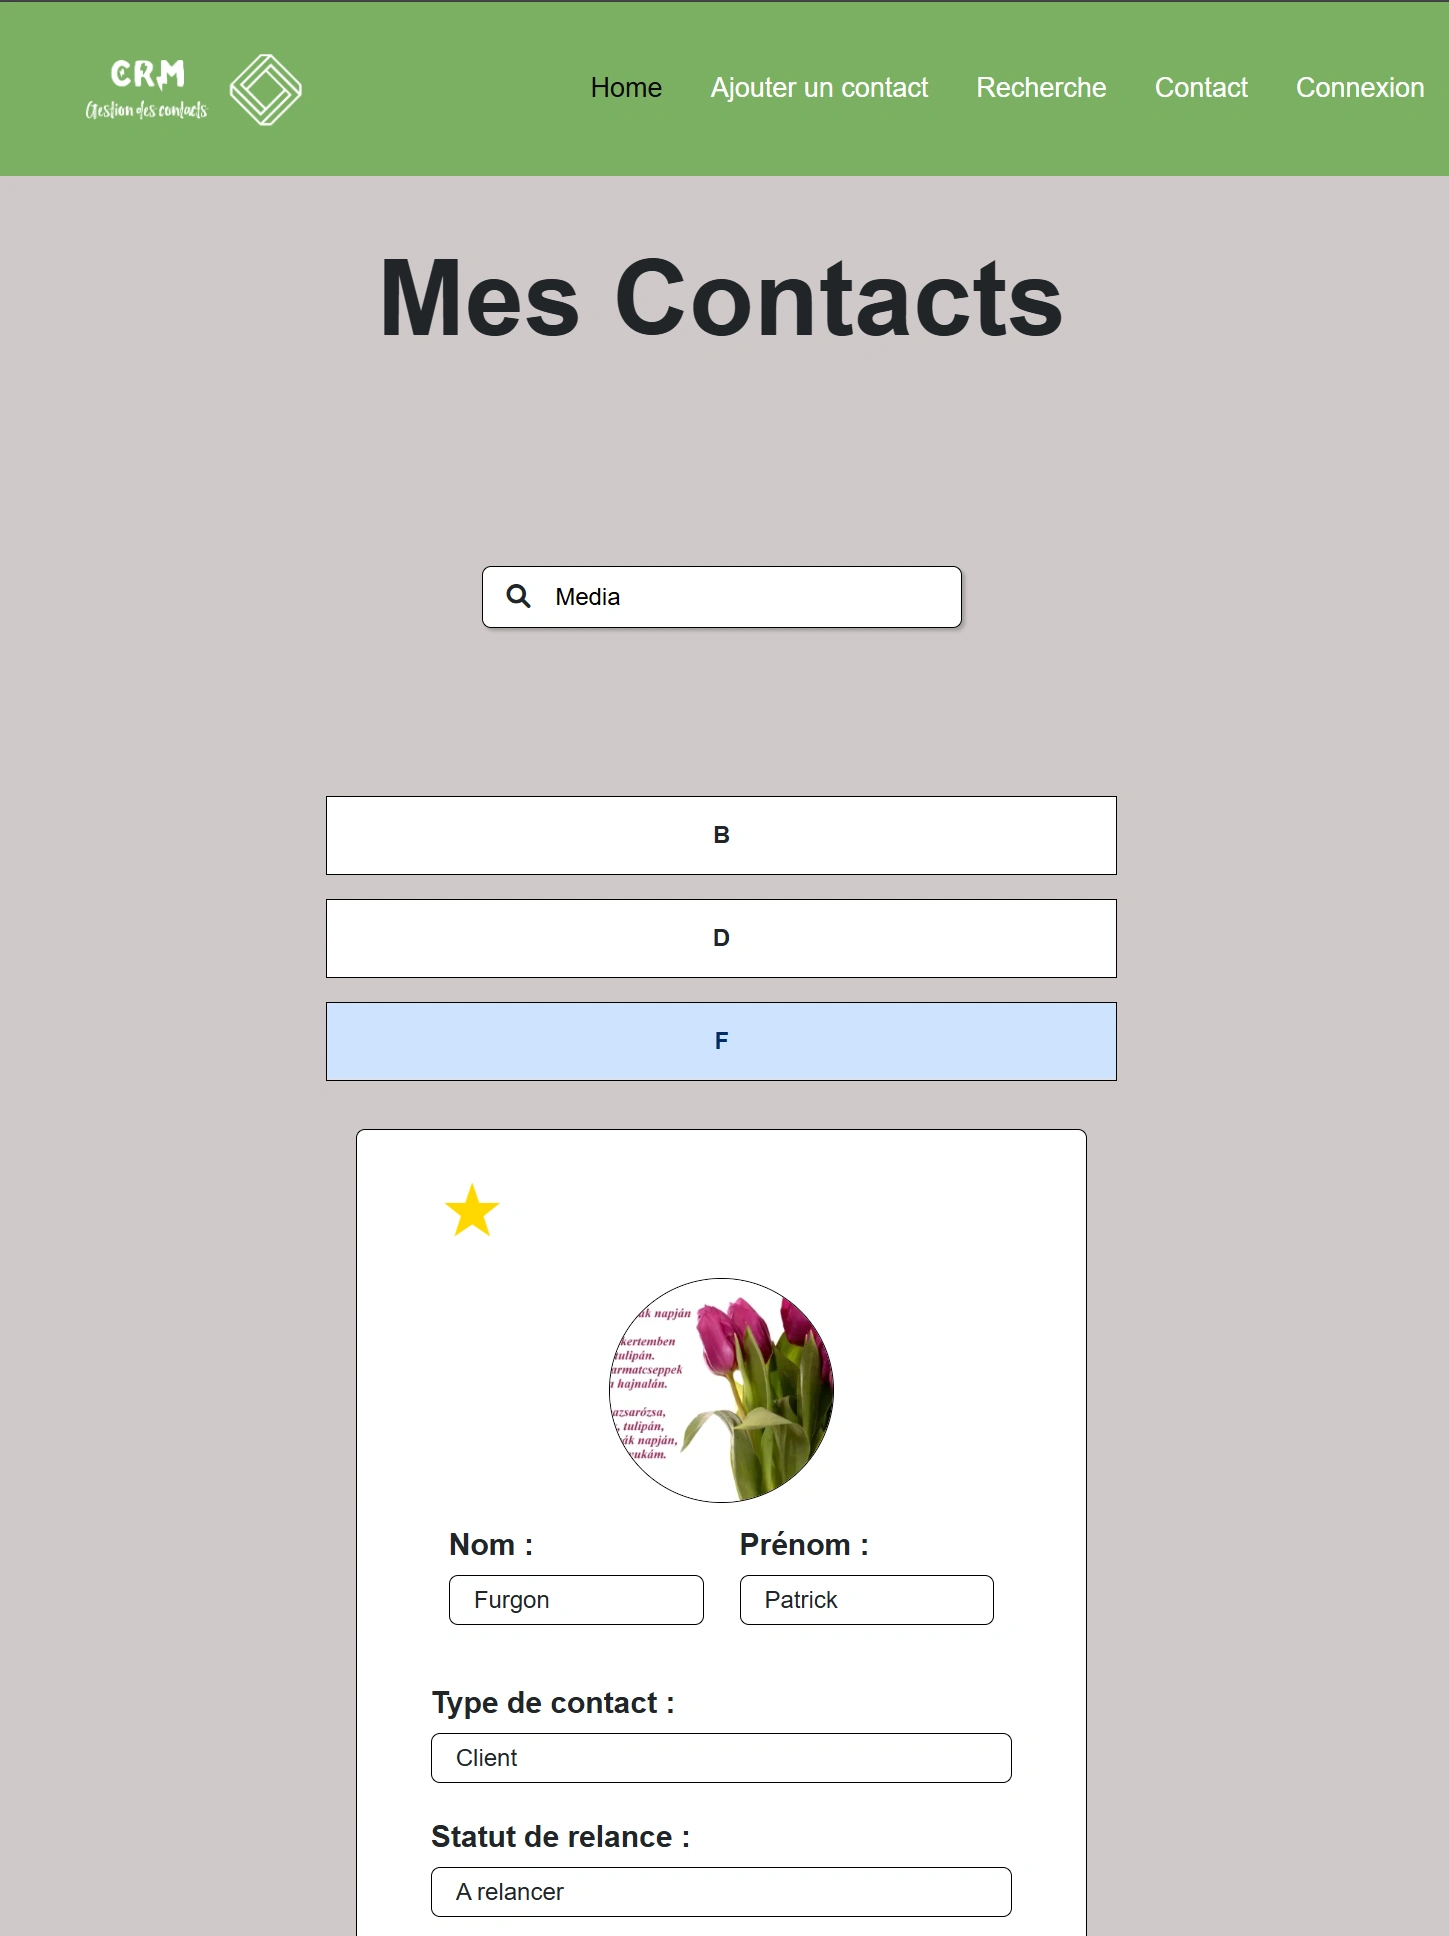 CRM
Gestion des contacts
Home
Ajouter un contact
Recherche
Contact
Connexion
Mes Contacts
Media
B
D
F
ák napján
kertemben
tulipán.
armatcseppek
hajnalán.
azsarózsa,
, tulipán,
ák napján,
Nom :
Prénom :
Furgon
Patrick
Type de contact :
Client
Statut de relance :
A relancer